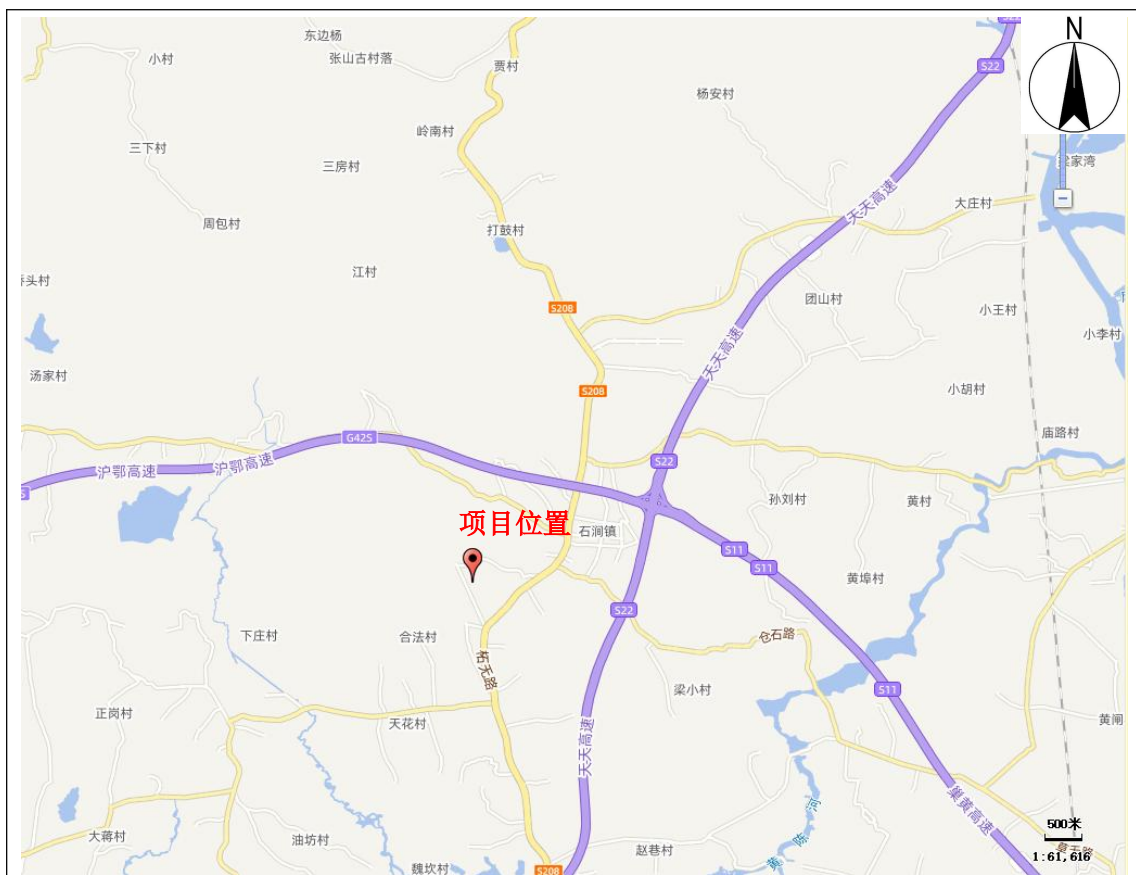 S22
N
东边杨
小村
张山古村落
贾村
S22
杨安村
岭南村
三下村
三房村
梁家湾
天天高速
大庄村
周包村
打鼓村
江村
头村
团山村
S208
小王村
小李村
天天高速
汤家村
S208
小胡村
庙路村
G42S
沪鄂高速
沪鄂高速
S22
孙刘村
黄村
项目位置
石涧镇
S11
S11
黄埠村
S22
下庄村
合法村
仓石路
柘无路
梁小村
S11
正岗村
天花村
黄闸
天天高速
巢黄高速
500米
大蒋村
油坊村
黄陈河
赵巷村
1:61,616
魏坎村
S208